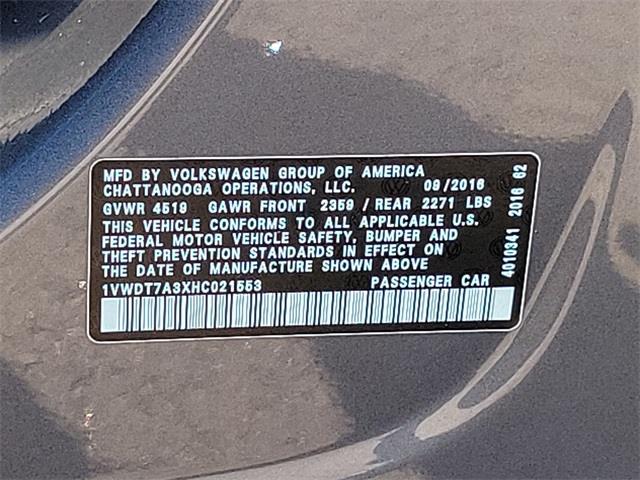 MFD BY VOLKSWAGEN GROUP OF AMERICA
CHATTANOOGA OPERATIONS, LLC. 09/2016
GVWR 4519 GAWR FRONT 2359 / REAR 2271 LBS
THIS VEHICLE CONFORMS TO ALL APPLICABLE U.S.
FEDERAL MOTOR VEHICLE SAFETY, BUMPER AND
THEFT PREVENTION STANDARDS IN EFFECT ON
THE DATE OF MANUFACTURE SHOWN ABOVE
1VWDT7A3XHC021553 PASSENGER CAR
4010341 2016 62